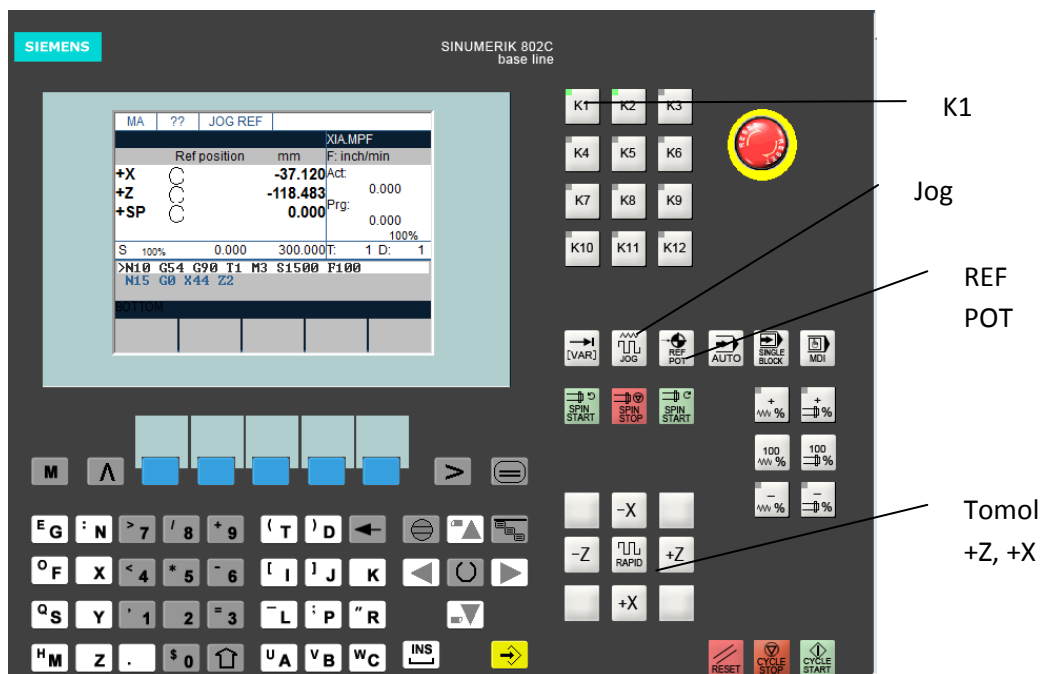 SIEMENS
SINUMERIK 802C
base line
MA ?? JOG REF
XIA.MPF
Ref position mm F: inch/min
+X -37.120 Act:
0.000
+Z -118.483
Prg:
+SP 0.000
0.000
100%
S 100% 0.000 300.000 T: 1 D: 1
>N10 G54 G90 T1 M3 S1500 F100
N15 G0 X44 Z2
BOTTOM
K1 K2 K3
K4 K5 K6
K7 K8 K9
K10 K11 K12
RESET
RESET
[VAR] JOG REF POT AUTO SINGLE BLOCK MDI
SPIN START SPIN STOP SPIN START
+ % + %
100 % 100 %
- % - %
-X
-Z RAPID +Z
+X
RESET CYCLE STOP CYCLE START
M Λ >
E G : N > 7 / 8 + 9 ( T ) D
O F X < 4 * 5 - 6 [ I ] J K
Q S Y ' 1 2 = 3 ¯ L ; P " R
H M Z . $ 0 U A V B W C INS
K1
Jog
REF
POT
Tomol
+Z, +X